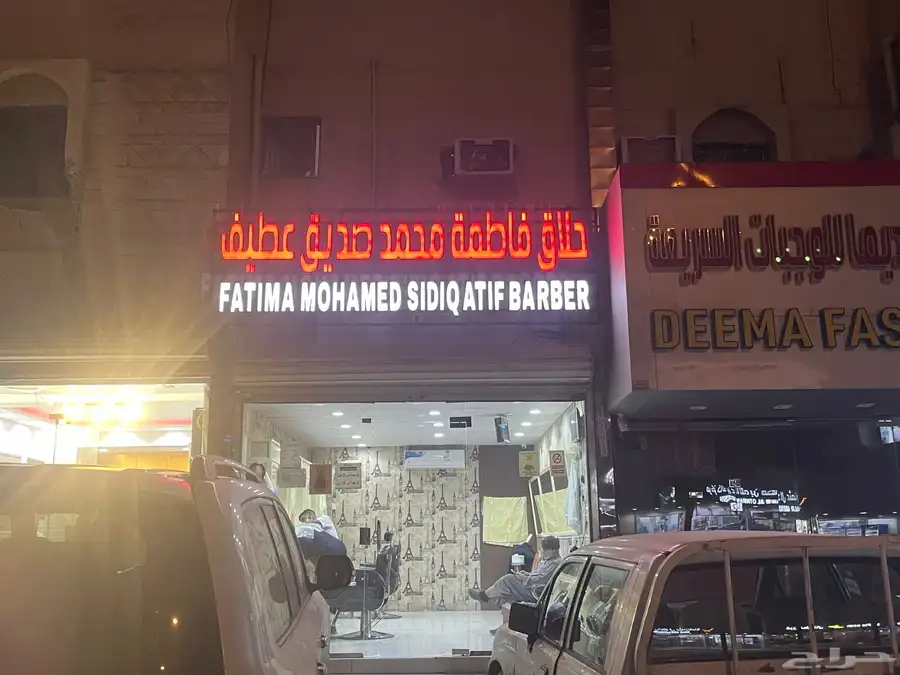 حلاق فاطمة محمد صديق عطيف
FATIMA MOHAMED SIDIQ ATIF BARBER
ديما للوجبات السريعة
DEEMA FAS
حراج